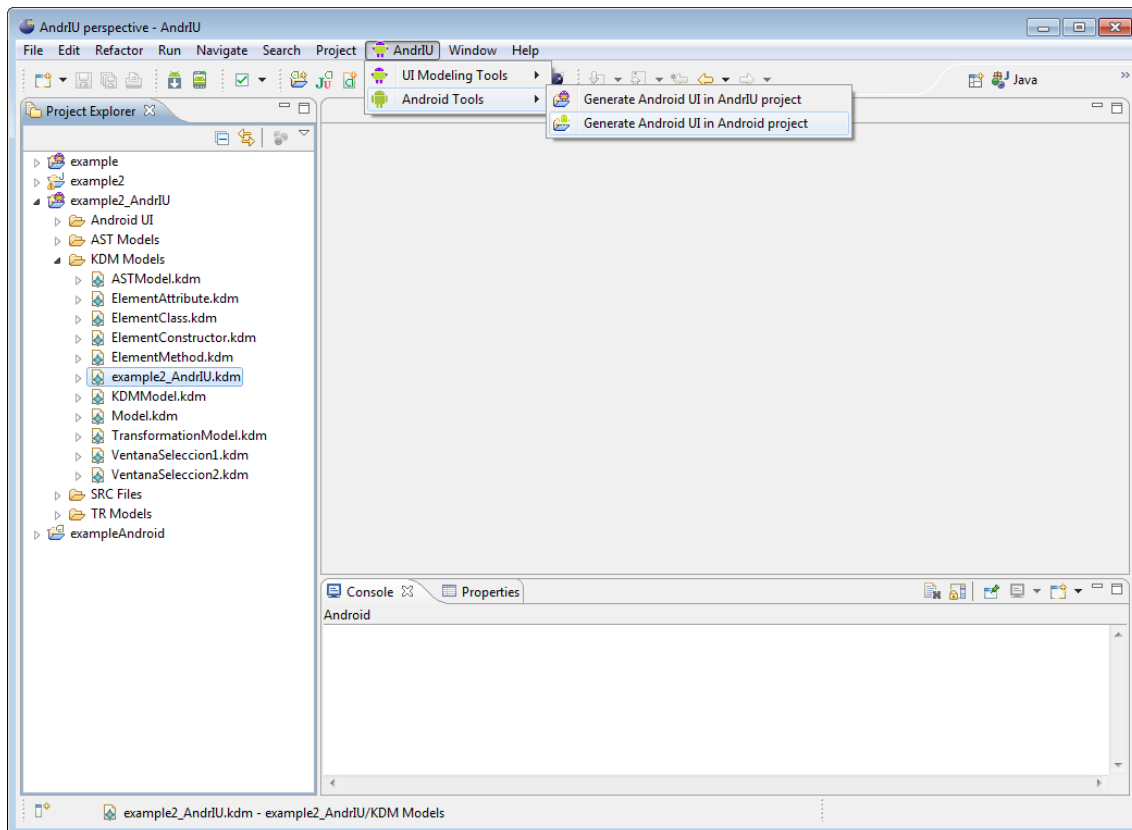 AndrIU perspective - AndrIU
File Edit Refactor Run Navigate Search Project AndrIU Window Help
UI Modeling Tools
Java
Android Tools
Generate Android UI in AndrIU project
Generate Android UI in Android project
Project Explorer
example
example2
example2_AndrIU
Android UI
AST Models
KDM Models
ASTModel.kdm
ElementAttribute.kdm
ElementClass.kdm
ElementConstructor.kdm
ElementMethod.kdm
example2_AndrIU.kdm
KDMModel.kdm
Model.kdm
TransformationModel.kdm
VentanaSeleccion1.kdm
VentanaSeleccion2.kdm
SRC Files
TR Models
exampleAndroid
Console Properties
Android
example2_AndrIU.kdm - example2_AndrIU/KDM Models